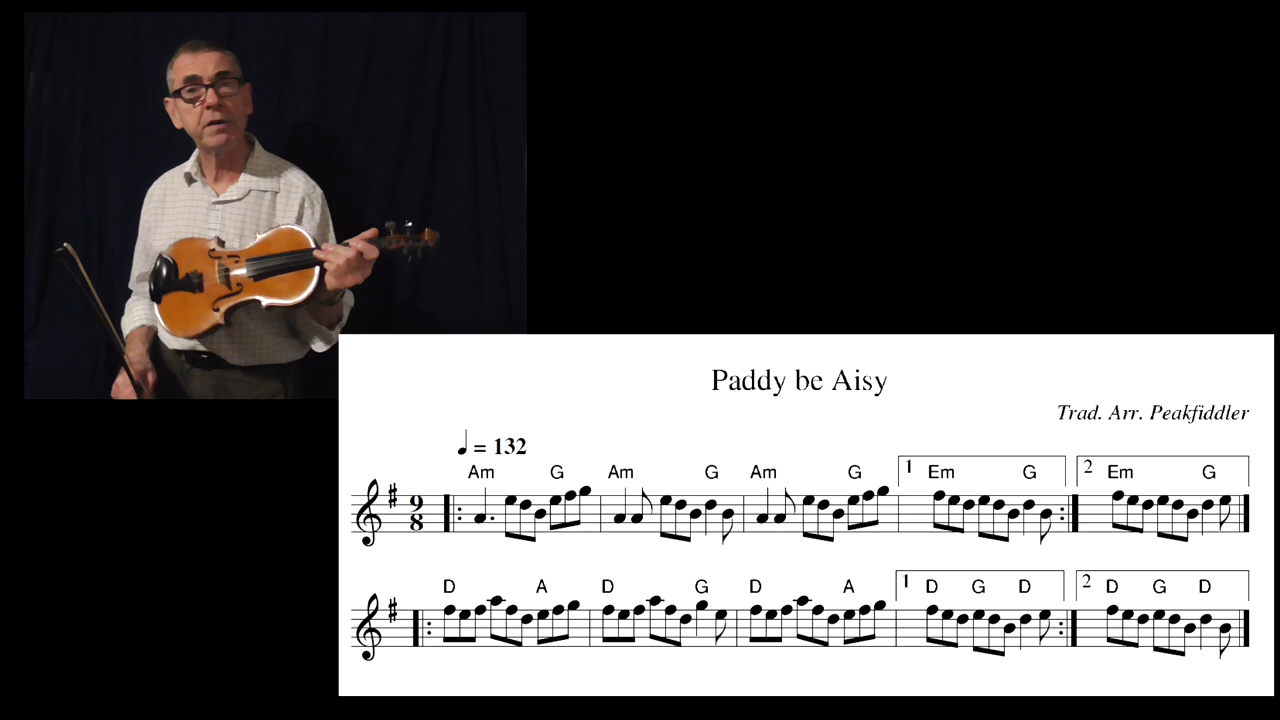 Paddy be Aisy
Trad. Arr. Peakfiddler
= 132
Am G Am G Am G 1 Em G 2 Em G
9
8
D A D G D A 1 D G D 2 D G D